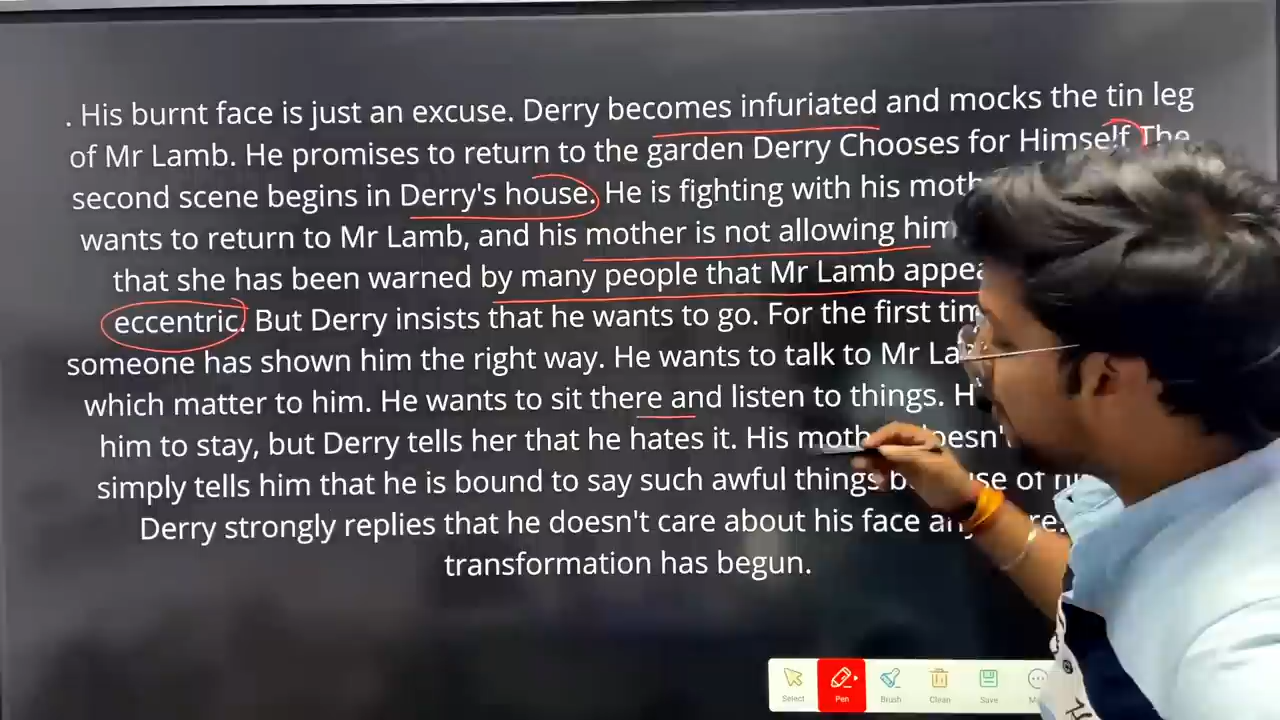 . His burnt face is just an excuse. Derry becomes infuriated and mocks the tin leg
of Mr Lamb. He promises to return to the garden Derry Chooses for Himself The
second scene begins in Derry's house. He is fighting with his
wants to return to Mr Lamb, and his mother is not allowing him
that she has been warned by many people that Mr Lamb
eccentric. But Derry insists that he wants to go. For the first
someone has shown him the right way. He wants to talk to Mr
which matter to him. He wants to sit there and listen to things.
him to stay, but Derry tells her that he hates it. His
simply tells him that he is bound to say such awful things of
Derry strongly replies that he doesn't care about his face
transformation has begun.
Select Pen Brush Clean Save